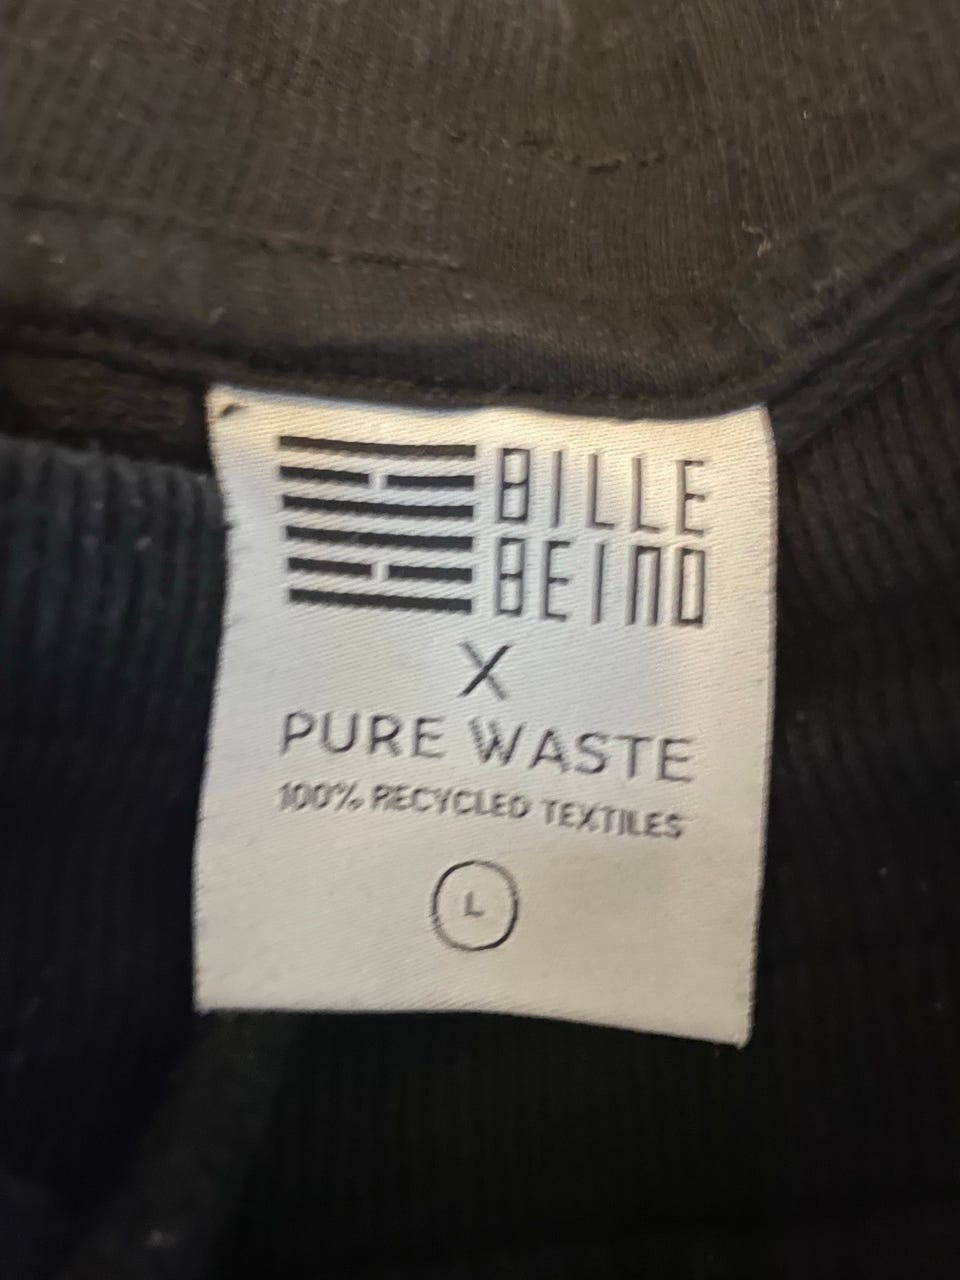 BILLE
BEINO
X
PURE WASTE
100% RECYCLED TEXTILES
L